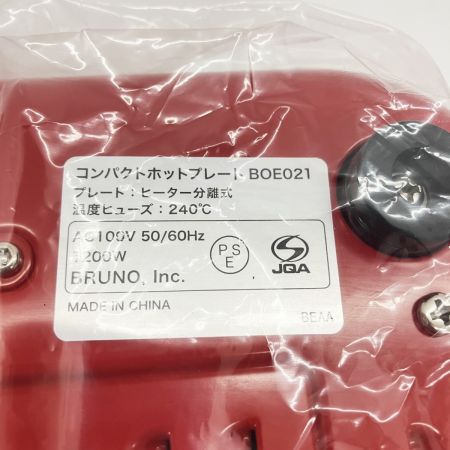 コンパクトホットプレート BOE021
プレート：ヒーター分離式
温度ヒューズ：240℃
AC100V 50/60Hz
1200W
PS
E
JQA
BRUNO, Inc.
MADE IN CHINA
BEAA